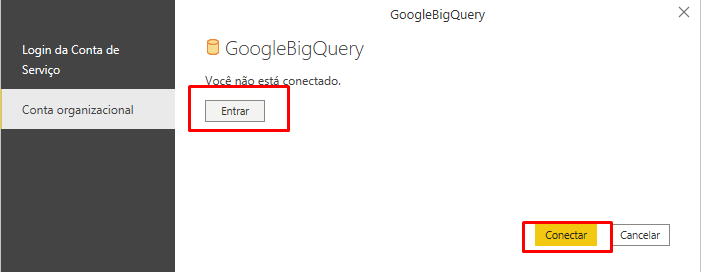 GoogleBigQuery
Login da Conta de
Serviço
Conta organizacional
GoogleBigQuery
Você não está conectado.
Entrar
Conectar
Cancelar